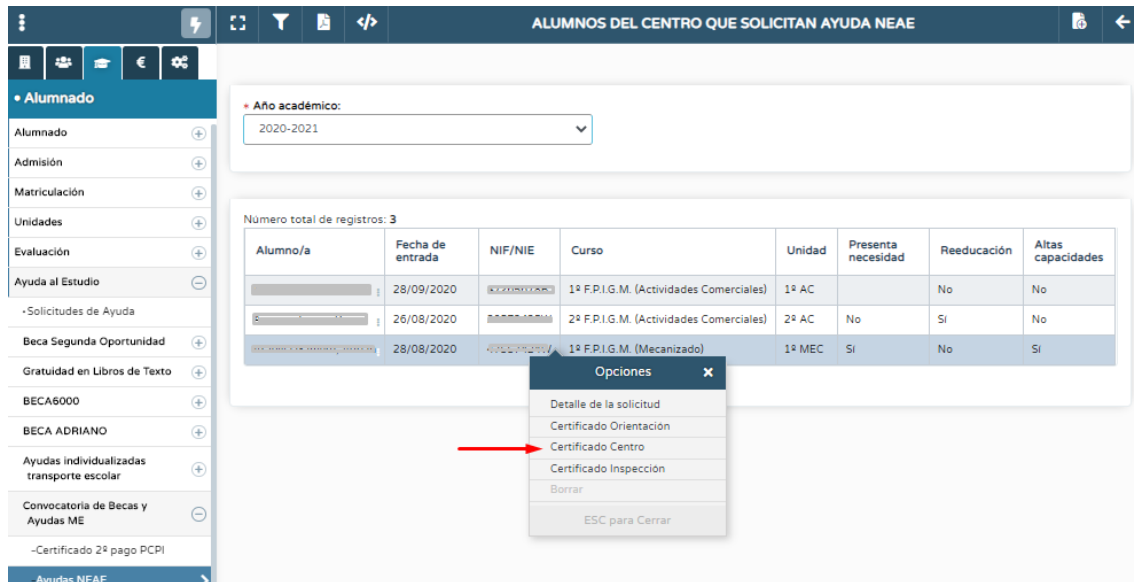 ALUMNOS DEL CENTRO QUE SOLICITAN AYUDA NEAE
€
• Alumnado
Alumnado
Admisión
Matriculación
Unidades
Evaluación
Ayuda al Estudio
-Solicitudes de Ayuda
Beca Segunda Oportunidad
Gratuidad en Libros de Texto
BECA6000
BECA ADRIANO
Ayudas individualizadas
transporte escolar
Convocatoria de Becas y
Ayudas ME
-Certificado 2º pago PCPI
Ayudas NEAE
* Año académico:
2020-2021
Número total de registros: 3
Alumno/a Fecha de entrada NIF/NIE Curso Unidad Presenta necesidad Reeducación Altas capacidades
28/09/2020 1º F.P.I.G.M. (Actividades Comerciales) 1º AC No No
26/08/2020 2º F.P.I.G.M. (Actividades Comerciales) 2º AC No Sí No
28/08/2020 1º F.P.I.G.M. (Mecanizado) 1º MEC Sí No Sí
Opciones
Detalle de la solicitud
Certificado Orientación
Certificado Centro
Certificado Inspección
Borrar
ESC para Cerrar